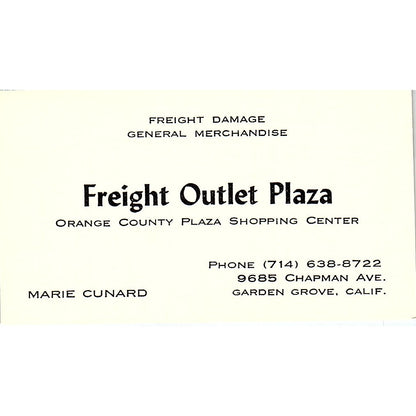 FREIGHT DAMAGE
GENERAL MERCHANDISE
Freight Outlet Plaza
ORANGE COUNTY PLAZA SHOPPING CENTER
PHONE (714) 638-8722
9685 CHAPMAN AVE.
MARIE CUNARD
GARDEN GROVE, CALIF.